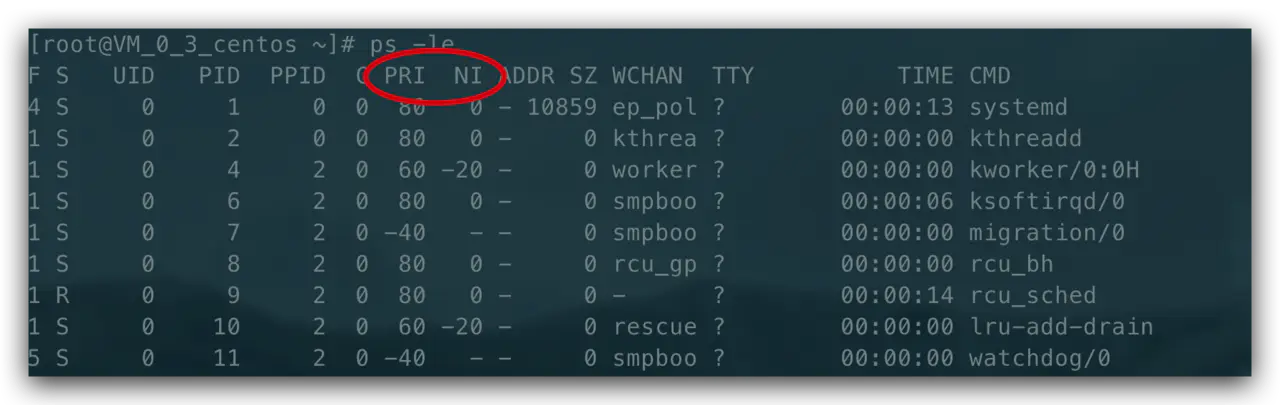 [root@VM_0_3_centos ~]# ps -le
F S   UID   PID  PPID  C PRI  NI ADDR SZ WCHAN  TTY          TIME CMD
4 S     0     1     0  0  80   0 - 10859 ep_pol ?        00:00:13 systemd
1 S     0     2     0  0  80   0 -     0 kthrea ?        00:00:00 kthreadd
1 S     0     4     2  0  60 -20 -     0 worker ?        00:00:00 kworker/0:0H
1 S     0     6     2  0  80   0 -     0 smpboo ?        00:00:06 ksoftirqd/0
1 S     0     7     2  0 -40   - -     0 smpboo ?        00:00:00 migration/0
1 S     0     8     2  0  80   0 -     0 rcu_gp ?        00:00:00 rcu_bh
1 R     0     9     2  0  80   0 -     0 -      ?        00:00:14 rcu_sched
1 S     0    10     2  0  60 -20 -     0 rescue ?        00:00:00 lru-add-drain
5 S     0    11     2  0 -40   - -     0 smpboo ?        00:00:00 watchdog/0